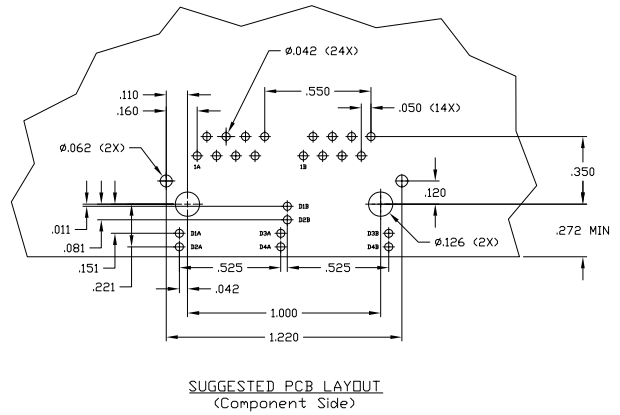 Ø.042 (24X)
.110
.550
.160
.050 (14X)
Ø.062 (2X)
1A
1B
.350
.120
D1B
D2B
.011
.081
D1A
D3A
D3B
Ø.126 (2X)
.272 MIN
.151
D2A
D4A
D4B
.525
.525
.221
.042
1.000
1.220
SUGGESTED PCB LAYOUT
(Component Side)